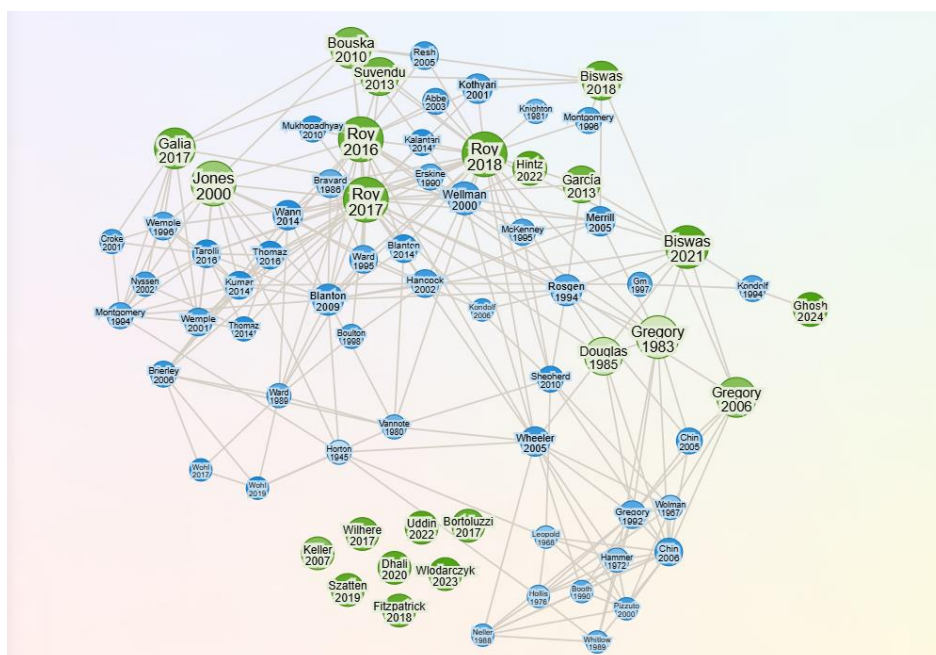 Bouska
2010
Resh
2005
Suvendu
2013
Biswas
2018
Kothyari
2001
Abbe
2003
Knighton
1981
Montgomery
1996
Mukhopadhyay
2010
Roy
2016
Kalantari
2014
Roy
2018
Galia
2017
Hintz
2022
Jones
2000
Bravard
1986
Erskine
1990
García
2013
Roy
2017
Wellman
2000
Wann
2014
Merrill
2005
Wemple
1996
McKenney
1995
Croke
2001
Tarolli
2016
Thomaz
2016
Ward
1995
Blanton
2014
Biswas
2021
Nyssen
2002
Kumar
2014
Hancock
2002
Rosgen
1994
Gm
1997
Kondolf
1994
Blanton
2009
Ghosh
2024
Montgomery
1994
Wemple
2001
Thomaz
2014
Kondolf
2006
Boulton
1998
Gregory
1983
Douglas
1985
Brierley
2006
Shepherd
2010
Ward
1989
Gregory
2006
Vannote
1980
Wheeler
2005
Chin
2005
Horton
1945
Wohl
2017
Wohl
2019
Wolman
1967
Gregory
1992
Bortoluzzi
2017
Uddin
2022
Wilhere
2017
Leopold
1968
Keller
2007
Chin
2006
Hammer
1972
Dhali
2020
Wlodarczyk
2023
Szatten
2019
Hollis
1976
Booth
1990
Fitzpatrick
2018
Pizzuto
2000
Neller
1988
Whitlow
1989